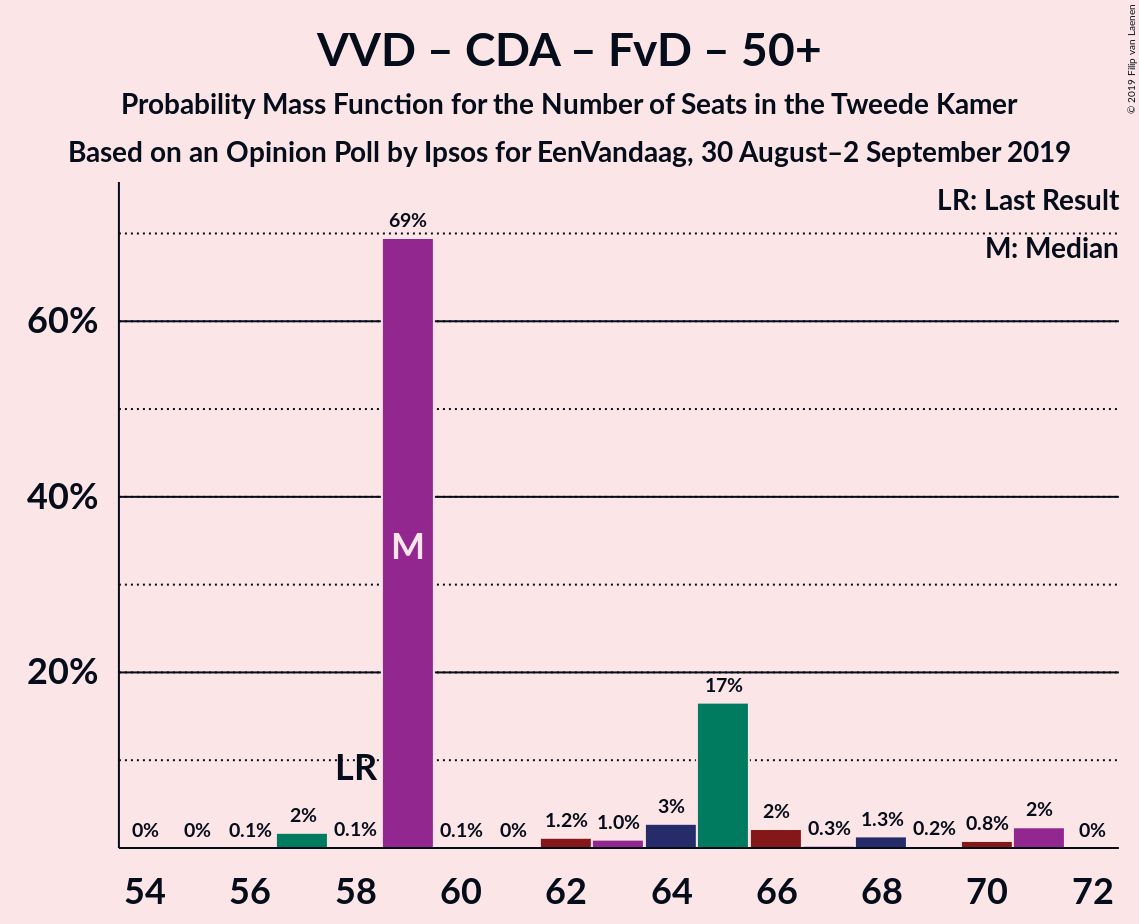 VVD – CDA – FvD – 50+
Probability Mass Function for the Number of Seats in the Tweede Kamer
Based on an Opinion Poll by Ipsos for EenVandaag, 30 August–2 September 2019
© 2019 Filip van Laenen
LR: Last Result
M: Median
60%
40%
20%
0%
0%
0.1%
2%
0.1%
69%
0.1%
0%
1.2%
1.0%
3%
17%
2%
0.3%
1.3%
0.2%
0.8%
2%
0%
LR
M
54 56 58 60 62 64 66 68 70 72